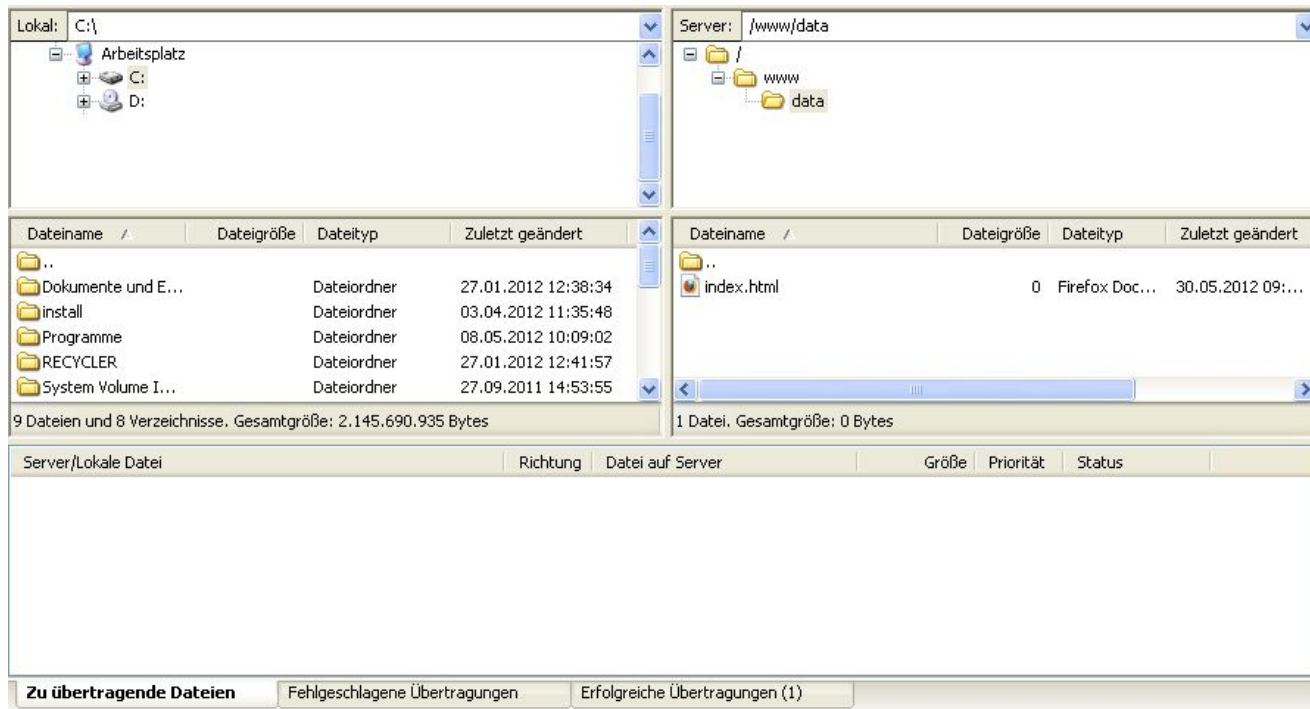 Lokal: C:\
Arbeitsplatz
C:
D:
Server: /www/data
/
www
data
Dateiname Dateigröße Dateityp Zuletzt geändert
..
Dokumente und E... Dateiordner 27.01.2012 12:38:34
install Dateiordner 03.04.2012 11:35:48
Programme Dateiordner 08.05.2012 10:09:02
RECYCLER Dateiordner 27.01.2012 12:41:57
System Volume I... Dateiordner 27.09.2011 14:53:55
9 Dateien und 8 Verzeichnisse. Gesamtgröße: 2.145.690.935 Bytes
Dateiname Dateigröße Dateityp Zuletzt geändert
..
index.html 0 Firefox Doc... 30.05.2012 09:...
1 Datei. Gesamtgröße: 0 Bytes
Server/Lokale Datei Richtung Datei auf Server Größe Priorität Status
Zu übertragende Dateien Fehlgeschlagene Übertragungen Erfolgreiche Übertragungen (1)